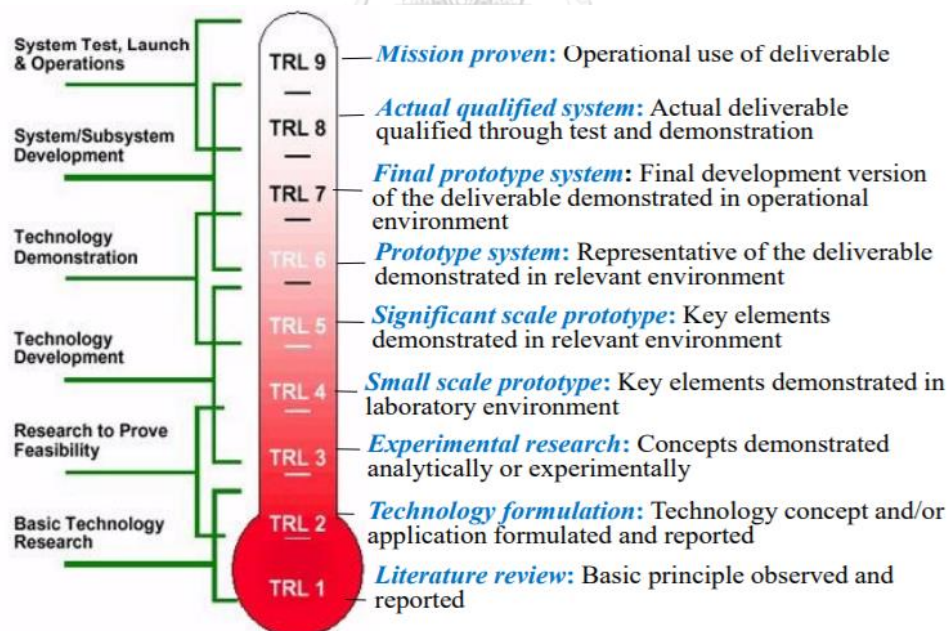 System Test, Launch
& Operations
System/Subsystem
Development
Technology
Demonstration
Technology
Development
Research to Prove
Feasibility
Basic Technology
Research
TRL 9
TRL 8
TRL 7
TRL 6
TRL 5
TRL 4
TRL 3
TRL 2
TRL 1
Mission proven: Operational use of deliverable
Actual qualified system: Actual deliverable
qualified through test and demonstration
Final prototype system: Final development version
of the deliverable demonstrated in operational
environment
Prototype system: Representative of the deliverable
demonstrated in relevant environment
Significant scale prototype: Key elements
demonstrated in relevant environment
Small scale prototype: Key elements demonstrated in
laboratory environment
Experimental research: Concepts demonstrated
analytically or experimentally
Technology formulation: Technology concept and/or
application formulated and reported
Literature review: Basic principle observed and
reported